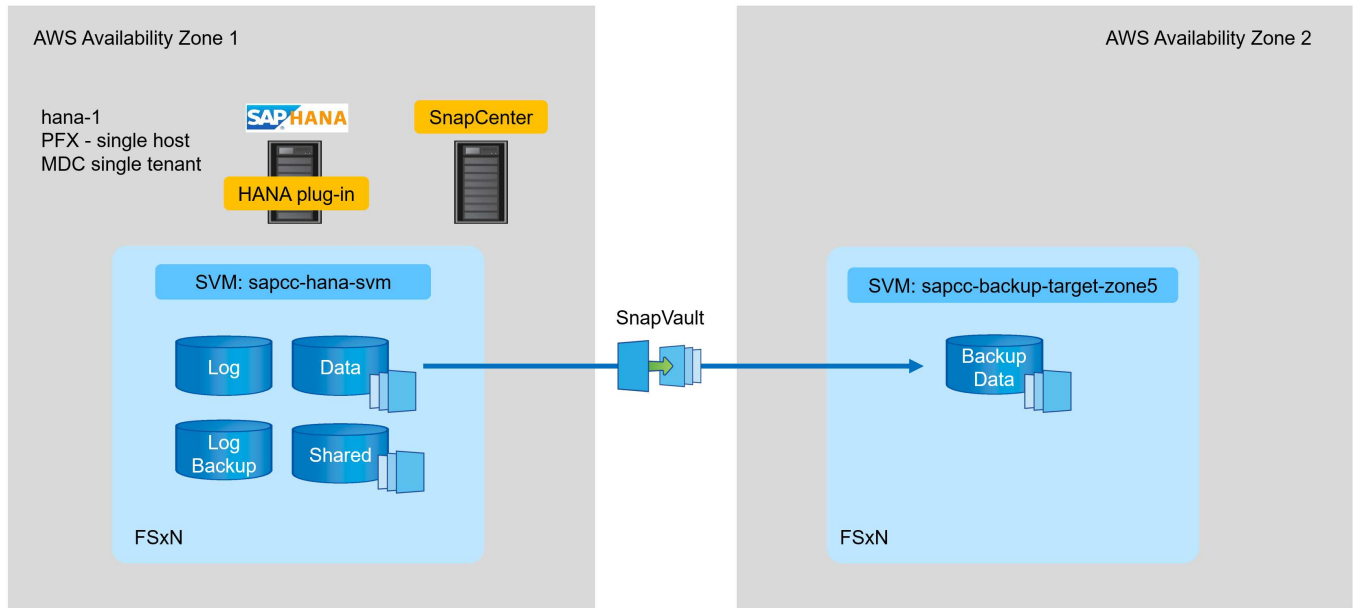 AWS Availability Zone 1
AWS Availability Zone 2
hana-1
PFX - single host
MDC single tenant
SAP HANA
SnapCenter
HANA plug-in
SVM: sapcc-hana-svm
SVM: sapcc-backup-target-zone5
SnapVault
Log
Data
Backup
Data
Log
Backup
Shared
FSxN
FSxN